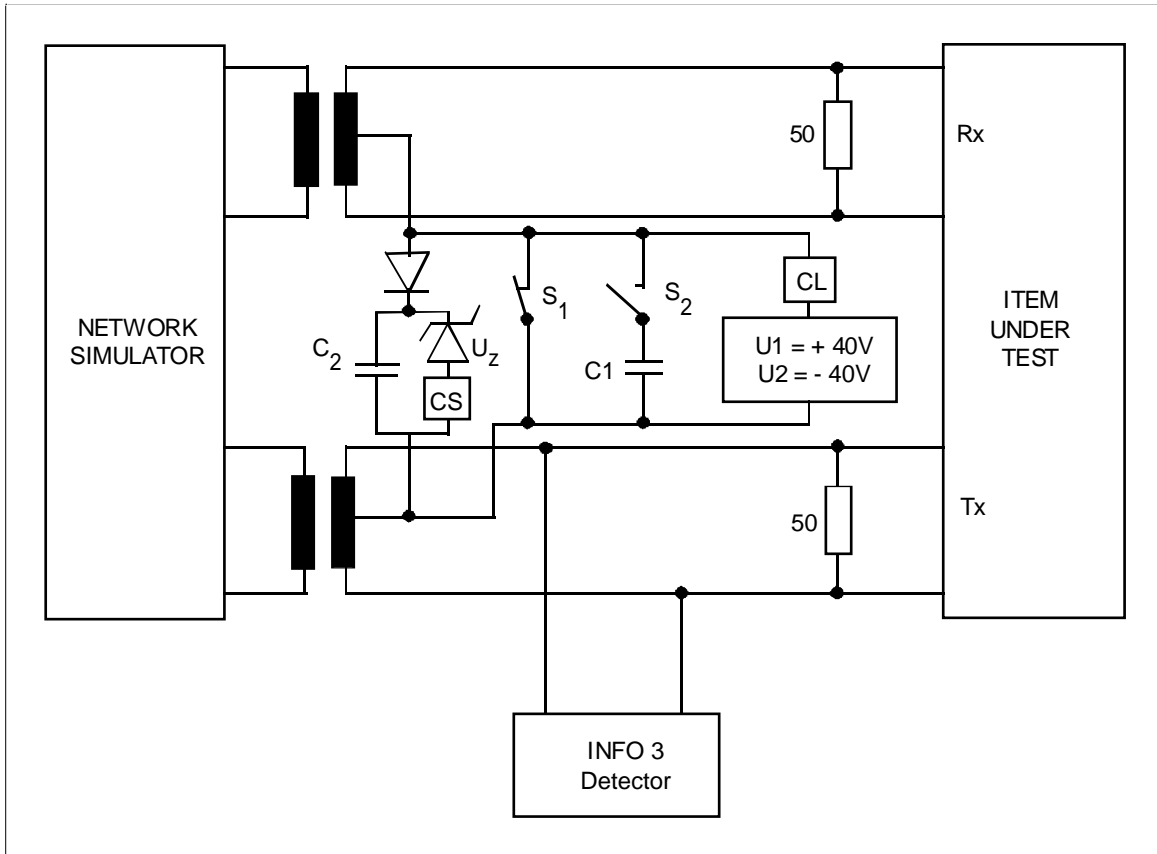 50
Rx
NETWORK
SIMULATOR
C2
UZ
CS
S1
S2
C1
CL
U1 = + 40V
U2 = - 40V
ITEM
UNDER
TEST
50
Tx
INFO 3
Detector